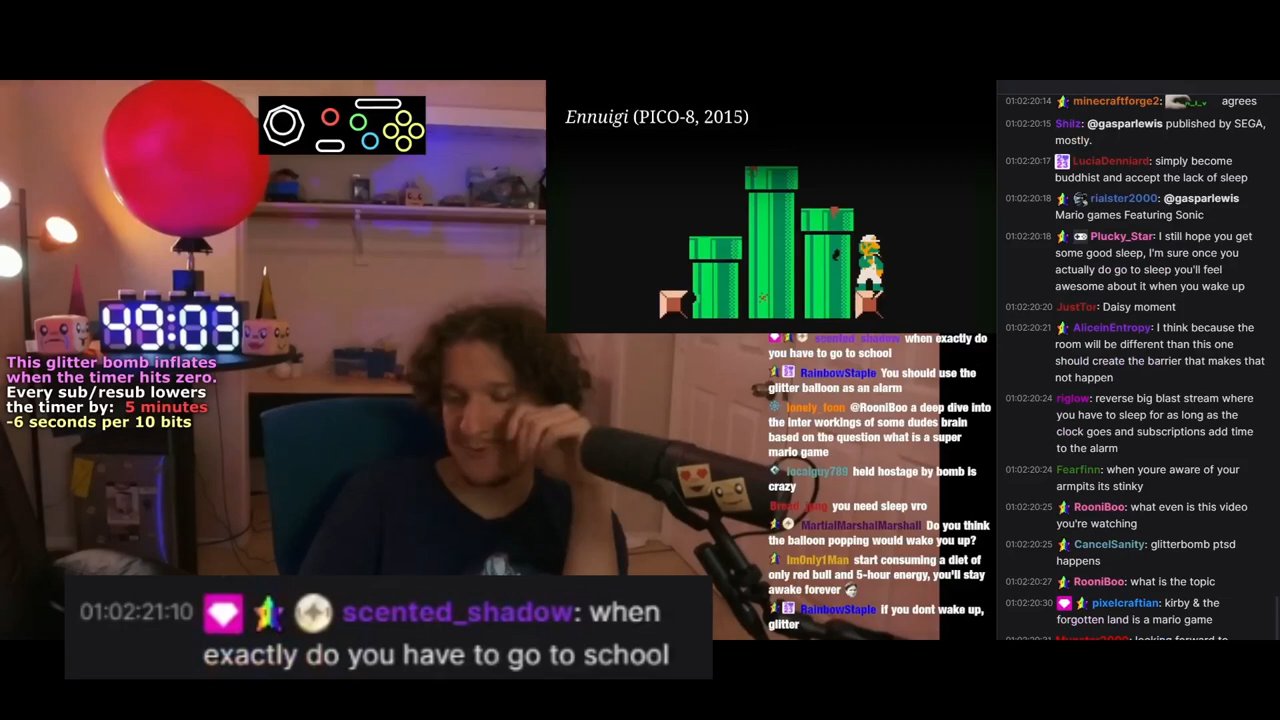 49:03
This glitter bomb inflates
when the timer hits zero.
Every sub/resub lowers
the timer by: 5 minutes
-6 seconds per 10 bits
Ennuigi (PICO-8, 2015)
scented_shadow when exactly do
you have to go to school
RainbowStaple You should use the
glitter balloon as an alarm
lonely_foon @RooniBoo a deep dive into
the inter workings of some dudes brain
based on the question what is a super
mario game
localguy789 held hostage by bomb is
crazy
you need sleep vro
MartialMarshalMarshall Do you think
the balloon popping would wake you up?
ImOnly1Man start consuming a diet of
only red bull and 5-hour energy, you'll stay
awake forever
RainbowStaple If you dont wake up,
glitter
01:02:20:14 minecraftforge2: agrees
01:02:20:15 Shilz: @gasparlewis published by SEGA,
mostly.
01:02:20:17 LuciaDenniard: simply become
buddhist and accept the lack of sleep
01:02:20:18 rialster2000: @gasparlewis
Mario games Featuring Sonic
01:02:20:18 Plucky_Star: I still hope you get
some good sleep, I'm sure once you
actually do go to sleep you'll feel
awesome about it when you wake up
01:02:20:20 JustTor: Daisy moment
01:02:20:21 AliceinEntropy: I think because the
room will be different than this one
should create the barrier that makes that
not happen
01:02:20:24 riglow: reverse big blast stream where
you have to sleep for as long as the
clock goes and subscriptions add time
to the alarm
01:02:20:24 Fearfinn: when youre aware of your
armpits its stinky
01:02:20:25 RooniBoo: what even is this video
you're watching
01:02:20:25 CancelSanity: glitterbomb ptsd
happens
01:02:20:27 RooniBoo: what is the topic
01:02:20:30 pixelcraftian: kirby & the
forgotten land is a mario game
looking forward to
01:02:21:10 scented_shadow: when
exactly do you have to go to school